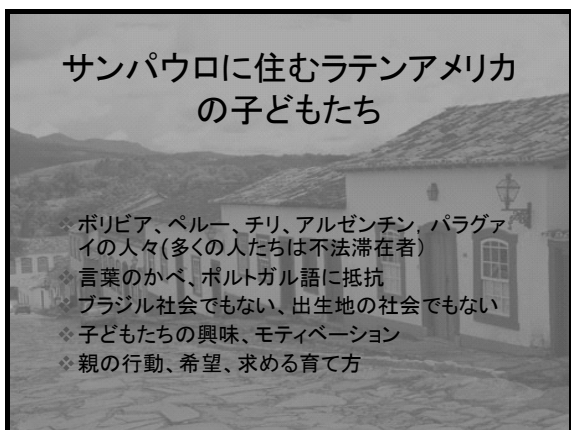 サンパウロに住むラテンアメリカ
の子どもたち
ボリビア、ペルー、チリ、アルゼンチン, パラグァ
イの人々(多くの人たちは不法滞在者)
言葉のかべ、ポルトガル語に抵抗
ブラジル社会でもない、出生地の社会でもない
子どもたちの興味、モティベーション
親の行動、希望、求める育て方